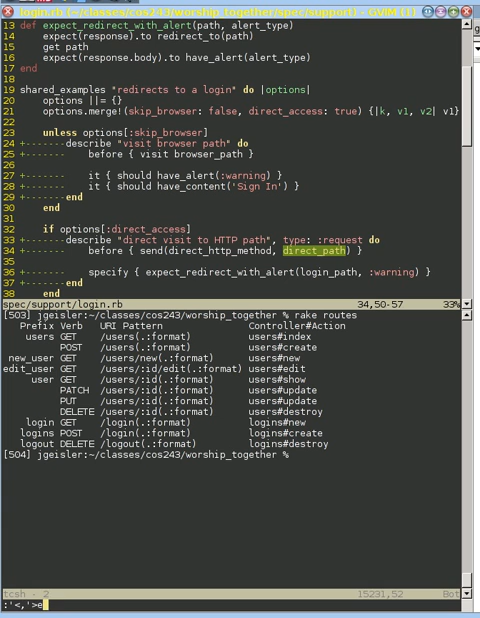 login.rb (~/classes/cos243/worship_together/spec/support) - GVIM (1)
13 def expect_redirect_with_alert(path, alert_type)
14     expect(response).to redirect_to(path)
15     get path
16     expect(response.body).to have_alert(alert_type)
17 end
18
19 shared_examples "redirects to a login" do |options|
20     options ||= {}
21     options.merge!(skip_browser: false, direct_access: true) {|k, v1, v2| v1}
22
23     unless options[:skip_browser]
24 +-------describe "visit browser path" do
25 +-------    before { visit browser_path }
26
27 +-------    it { should have_alert(:warning) }
28 +-------    it { should have_content('Sign In') }
29 +-------end
30     end
31
32     if options[:direct_access]
33 +-------describe "direct visit to HTTP path", type: :request do
34 +-------    before { send(direct_http_method, direct_path) }
35
36 +-------    specify { expect_redirect_with_alert(login_path, :warning) }
37 +-------end
38     end
spec/support/login.rb 34,50-57 33%
[503] jgeisler:~/classes/cos243/worship_together % rake routes
Prefix Verb URI Pattern Controller#Action
users GET /users(.:format) users#index
POST /users(.:format) users#create
new_user GET /users/new(.:format) users#new
edit_user GET /users/:id/edit(.:format) users#edit
user GET /users/:id(.:format) users#show
PATCH /users/:id(.:format) users#update
PUT /users/:id(.:format) users#update
DELETE /users/:id(.:format) users#destroy
login GET /login(.:format) logins#new
logins POST /login(.:format) logins#create
logout DELETE /logout(.:format) logins#destroy
[504] jgeisler:~/classes/cos243/worship_together %
tcsh - 2 15231,52 Bot
:'<,'>e